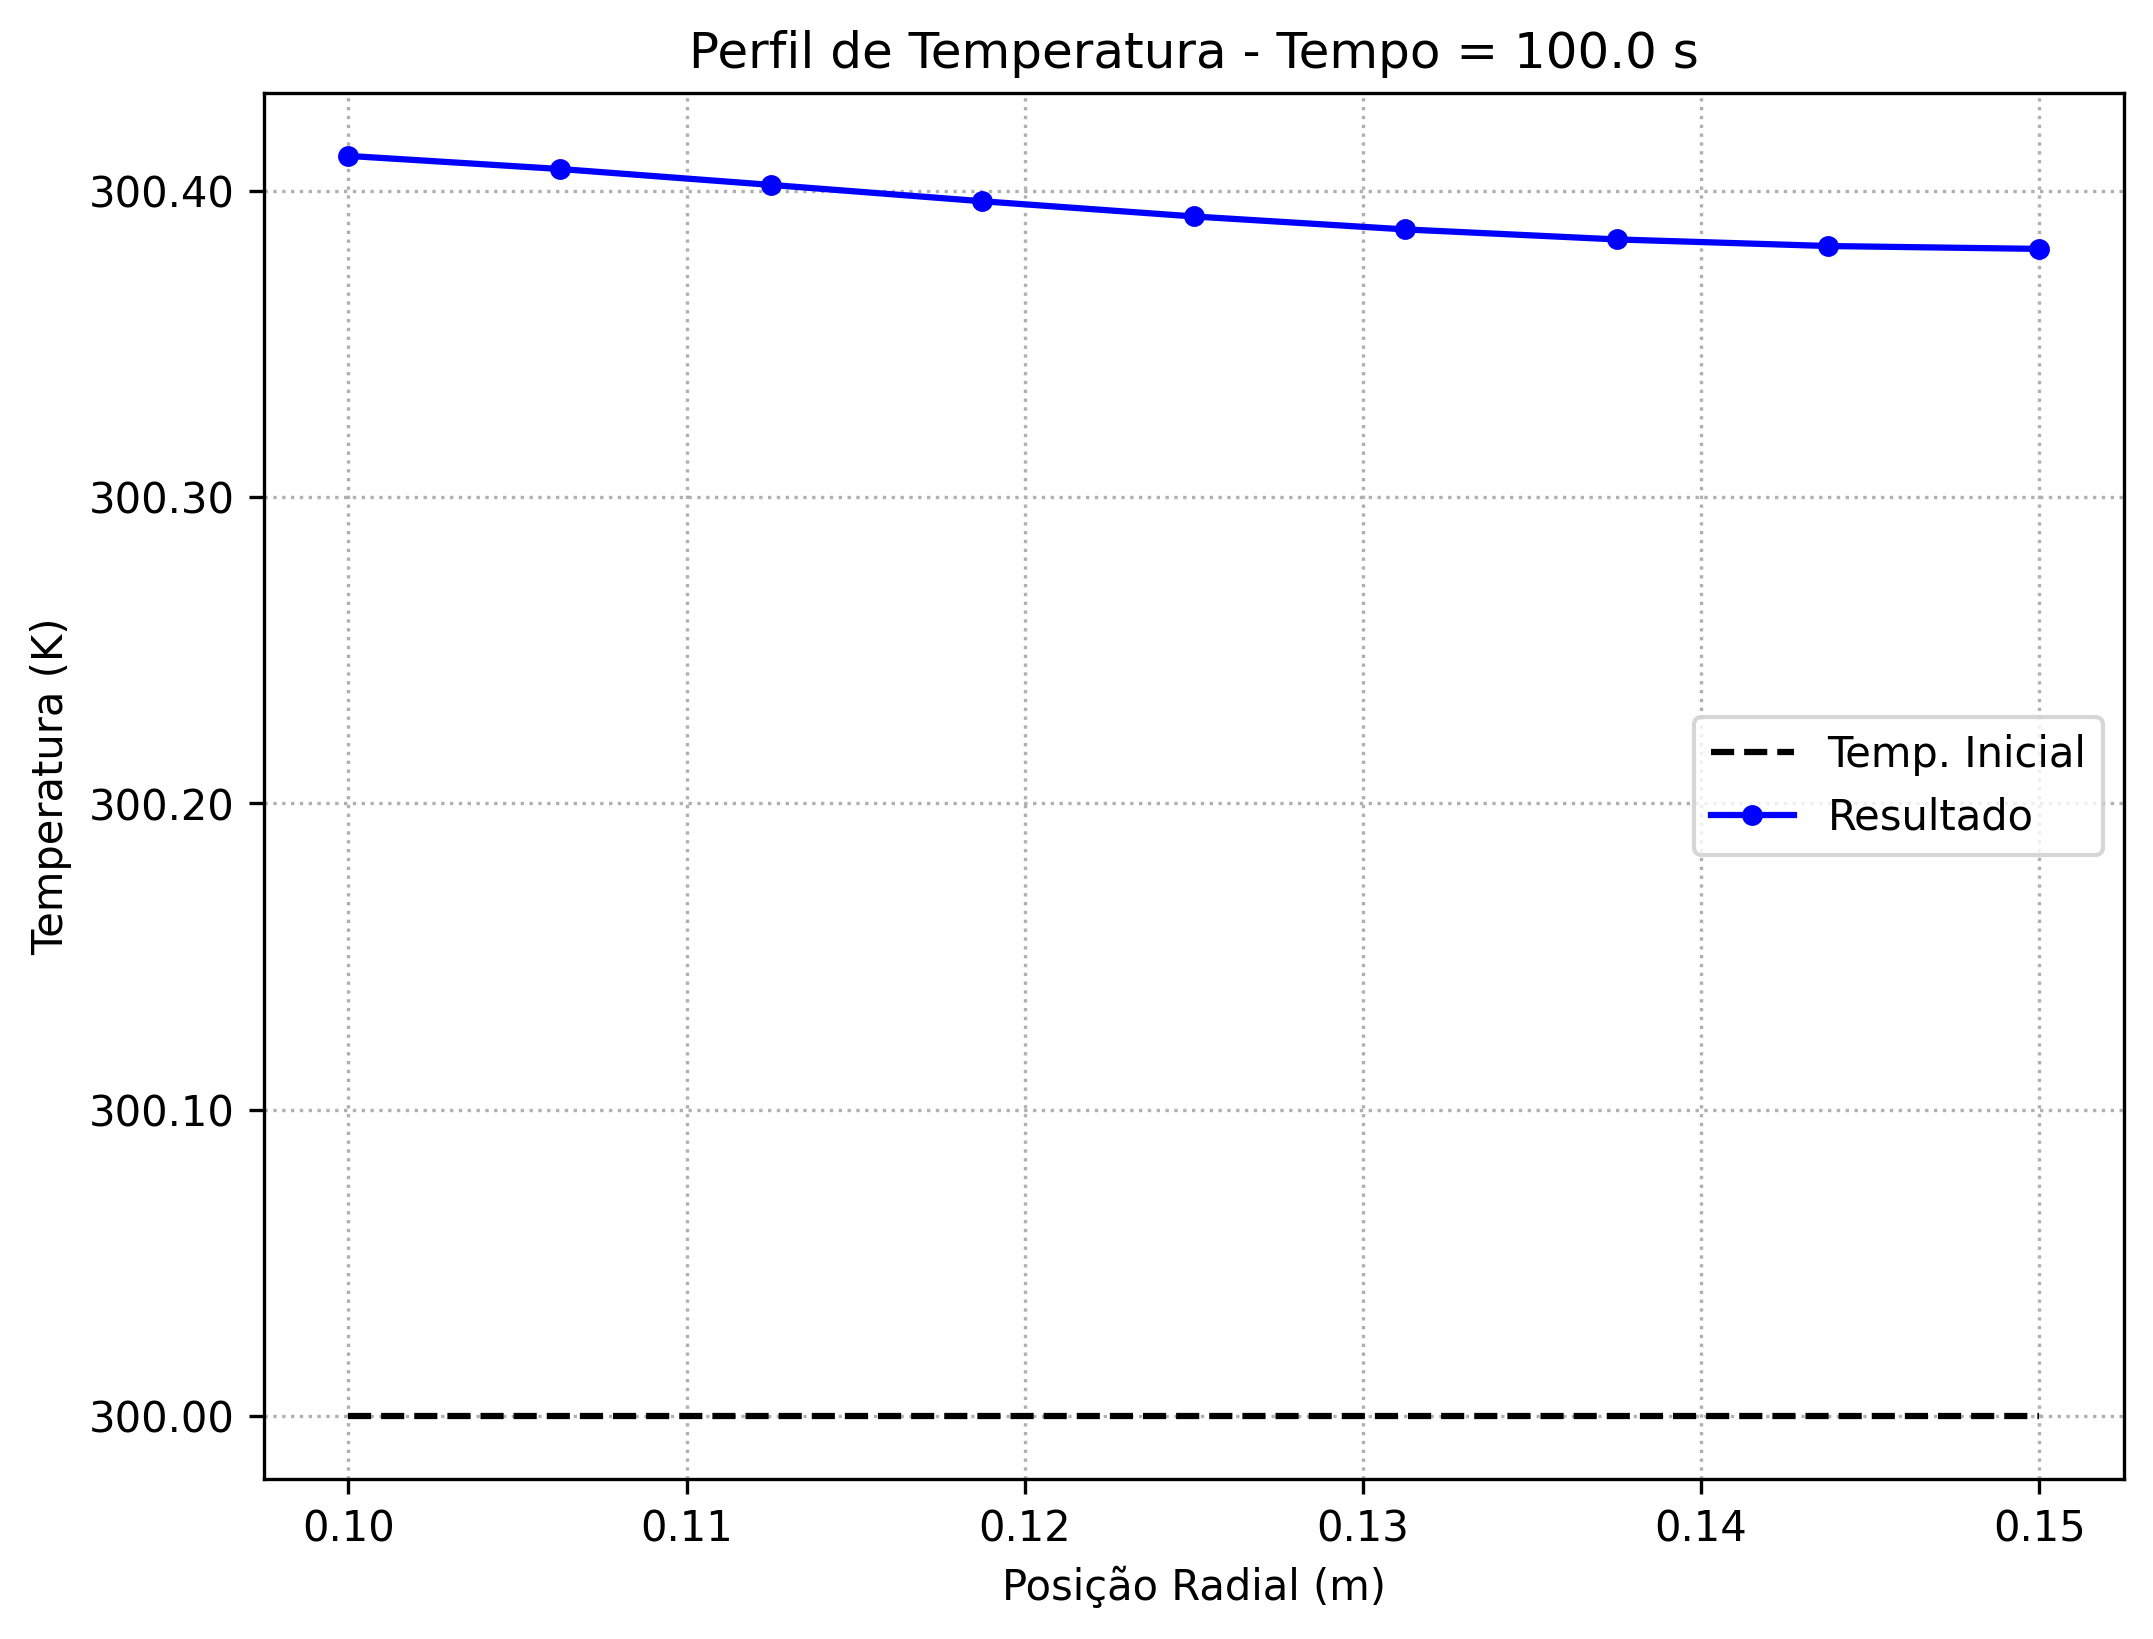 Perfil de Temperatura - Tempo = 100.0 s
300.40
300.30
300.20
300.10
300.00
Temperatura (K)
Temp. Inicial
Resultado
0.10 0.11 0.12 0.13 0.14 0.15
Posição Radial (m)